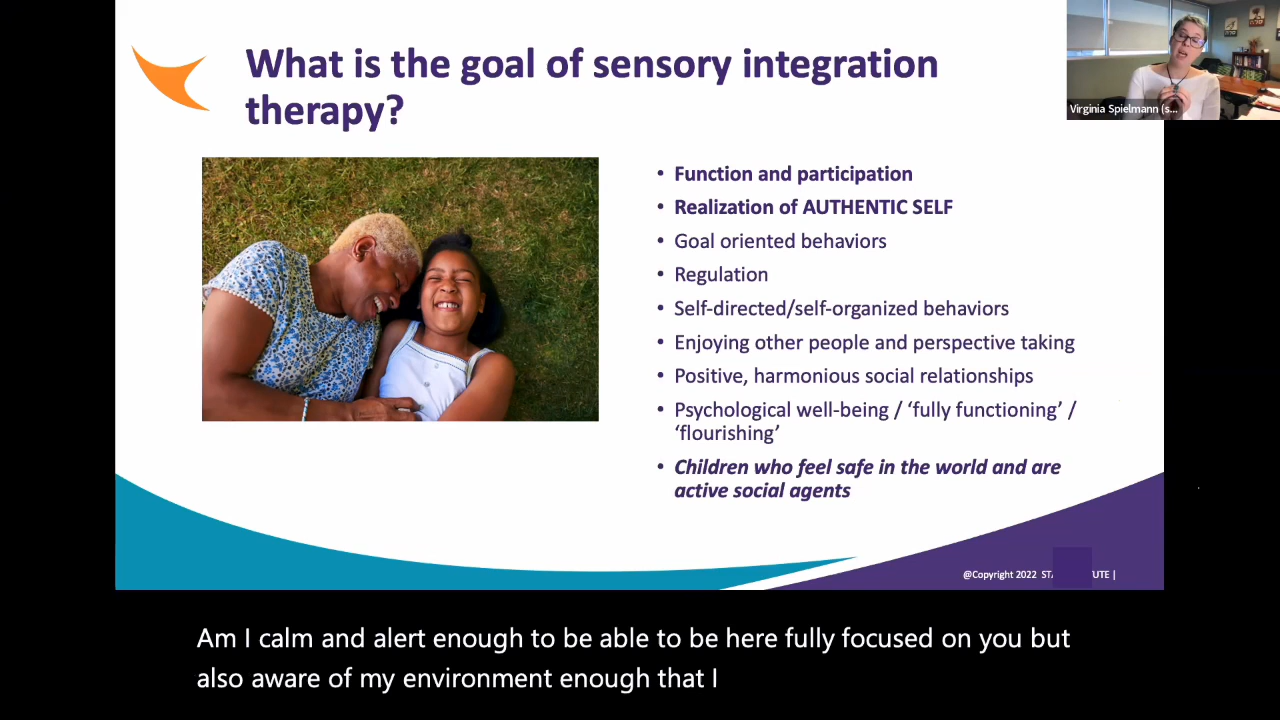 What is the goal of sensory integration
therapy?
Virginia Spielmann (s...
• Function and participation
• Realization of AUTHENTIC SELF
• Goal oriented behaviors
• Regulation
• Self-directed/self-organized behaviors
• Enjoying other people and perspective taking
• Positive, harmonious social relationships
• Psychological well-being / ‘fully functioning’ /
‘flourishing’
• Children who feel safe in the world and are
active social agents
@Copyright 2022 |
Am I calm and alert enough to be able to be here fully focused on you but
also aware of my environment enough that I